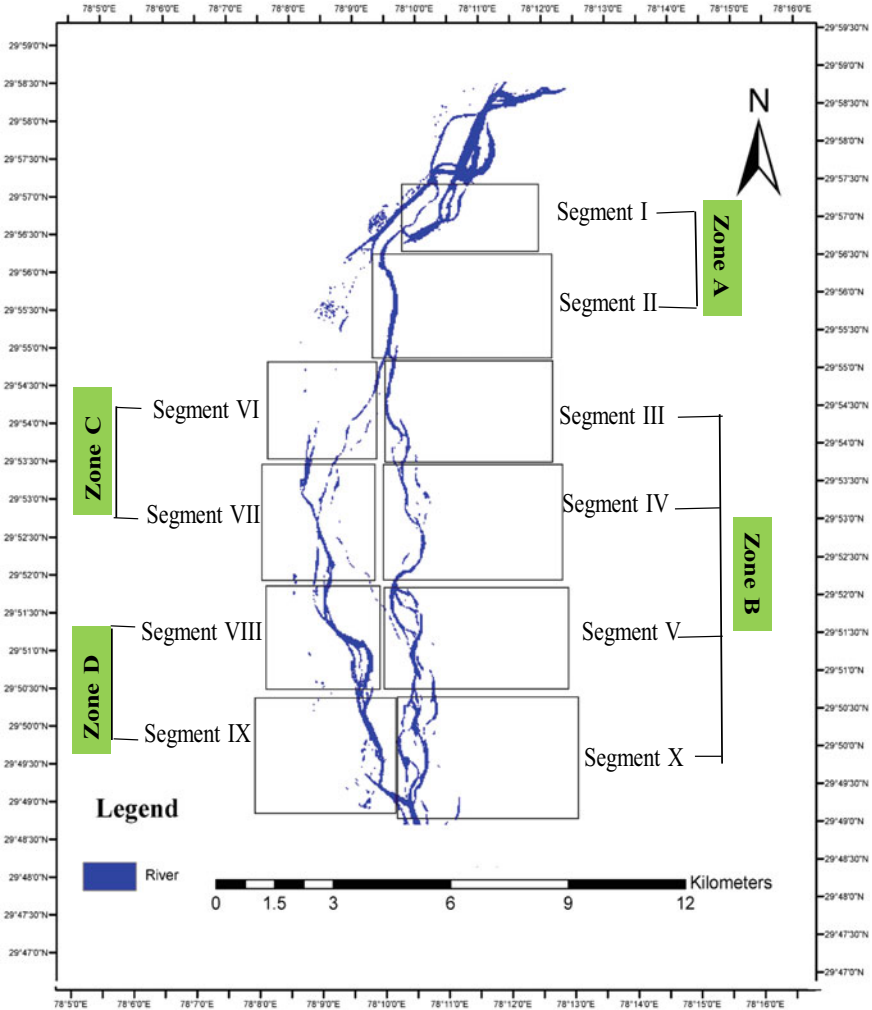 78°5'0"E 78°6'0"E 78°7'0"E 78°8'0"E 78°9'0"E 78°10'0"E 78°11'0"E 78°12'0"E 78°13'0"E 78°14'0"E 78°15'0"E 78°16'0"E
29°59'0"N
29°58'30"N
29°58'0"N
29°57'30"N
29°57'0"N
29°56'30"N
29°56'0"N
29°55'30"N
29°55'0"N
29°54'30"N
29°54'0"N
29°53'30"N
29°53'0"N
29°52'30"N
29°52'0"N
29°51'30"N
29°51'0"N
29°50'30"N
29°50'0"N
29°49'30"N
29°49'0"N
29°48'30"N
29°48'0"N
29°47'30"N
29°47'0"N
N
Segment I
Zone A
Segment II
Segment VI
Zone C
Segment VII
Segment III
Segment IV
Zone B
Segment V
Segment X
Segment VIII
Zone D
Segment IX
Legend
River
Kilometers
0 1.5 3 6 9 12
29°59'30"N
29°59'0"N
29°58'30"N
29°58'0"N
29°57'30"N
29°57'0"N
29°56'30"N
29°56'0"N
29°55'30"N
29°55'0"N
29°54'30"N
29°54'0"N
29°53'30"N
29°53'0"N
29°52'30"N
29°52'0"N
29°51'30"N
29°51'0"N
29°50'30"N
29°50'0"N
29°49'30"N
29°49'0"N
29°48'30"N
29°48'0"N
29°47'30"N
29°47'0"N
78°5'0"E 78°6'0"E 78°7'0"E 78°8'0"E 78°9'0"E 78°10'0"E 78°11'0"E 78°12'0"E 78°13'0"E 78°14'0"E 78°15'0"E 78°16'0"E